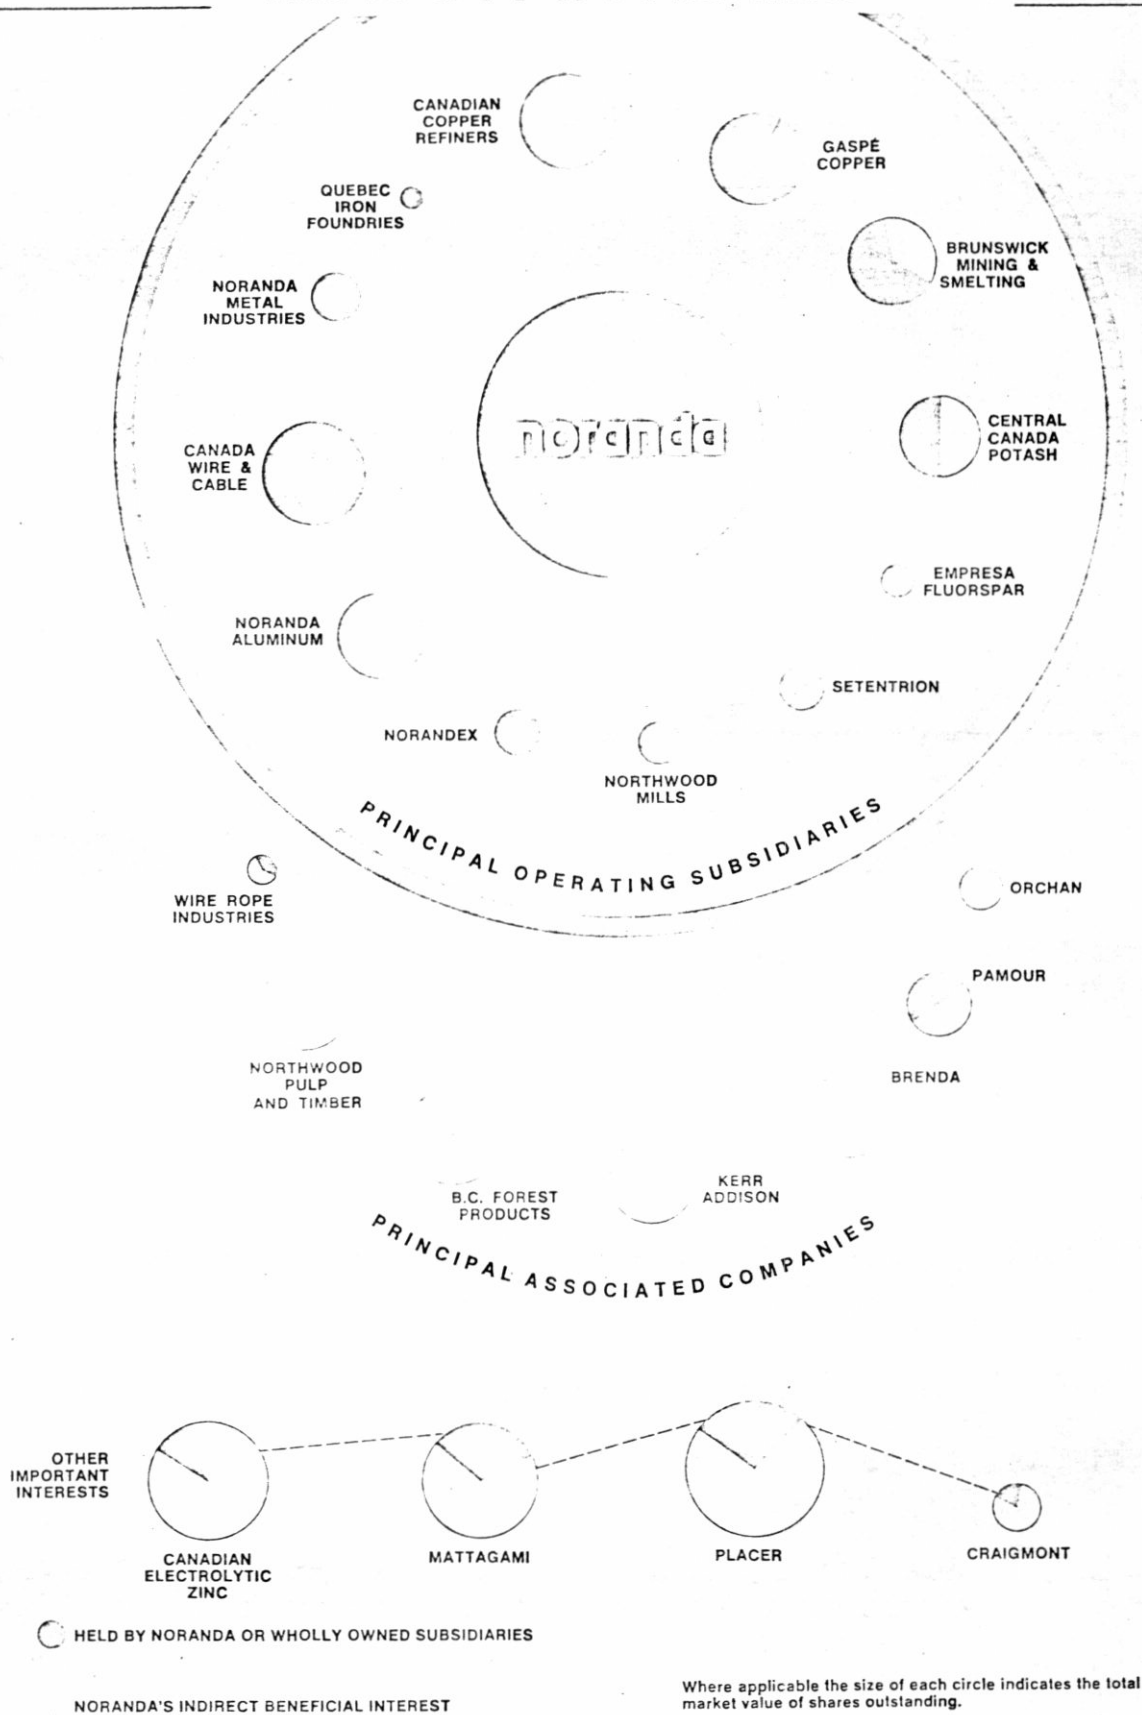 CANADIAN
COPPER
REFINERS
GASPÉ
COPPER
QUEBEC
IRON
FOUNDRIES
BRUNSWICK
MINING &
SMELTING
NORANDA
METAL
INDUSTRIES
noranda
CENTRAL
CANADA
POTASH
CANADA
WIRE &
CABLE
EMPRESA
FLUORSPAR
NORANDA
ALUMINUM
SETENTRION
NORANDEX
NORTHWOOD
MILLS
PRINCIPAL OPERATING SUBSIDIARIES
WIRE ROPE
INDUSTRIES
ORCHAN
PAMOUR
NORTHWOOD
PULP
AND TIMBER
BRENDA
B.C. FOREST
PRODUCTS
KERR
ADDISON
PRINCIPAL ASSOCIATED COMPANIES
OTHER
IMPORTANT
INTERESTS
CANADIAN
ELECTROLYTIC
ZINC
MATTAGAMI
PLACER
CRAIGMONT
HELD BY NORANDA OR WHOLLY OWNED SUBSIDIARIES
NORANDA'S INDIRECT BENEFICIAL INTEREST
Where applicable the size of each circle indicates the total
market value of shares outstanding.